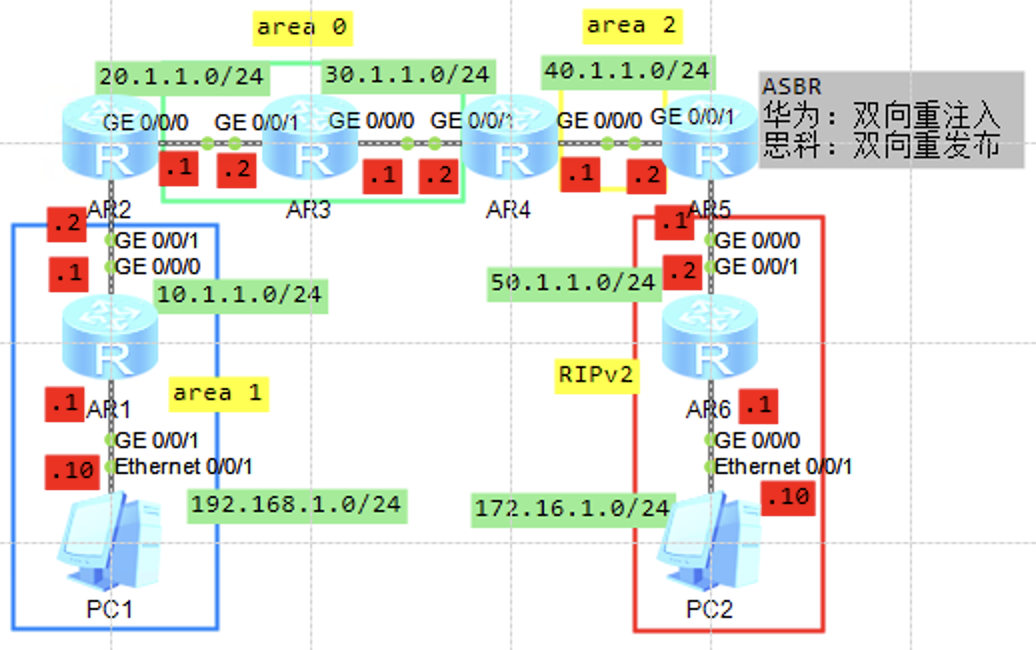 area 0
area 2
20.1.1.0/24
30.1.1.0/24
40.1.1.0/24
ASBR
华为：双向重注入
思科：双向重发布
GE 0/0/0
GE 0/0/1
GE 0/0/0
GE 0/0/1
GE 0/0/0
GE 0/0/1
R
R
R
R
.1
.2
.1
.2
.1
.2
AR2
AR3
AR4
AR5
.2
.1
GE 0/0/1
GE 0/0/0
.1
.2
GE 0/0/0
GE 0/0/1
10.1.1.0/24
50.1.1.0/24
R
R
area 1
RIPv2
.1
AR1
AR6
.1
GE 0/0/1
GE 0/0/0
.10
Ethernet 0/0/1
Ethernet 0/0/1
.10
192.168.1.0/24
172.16.1.0/24
PC1
PC2